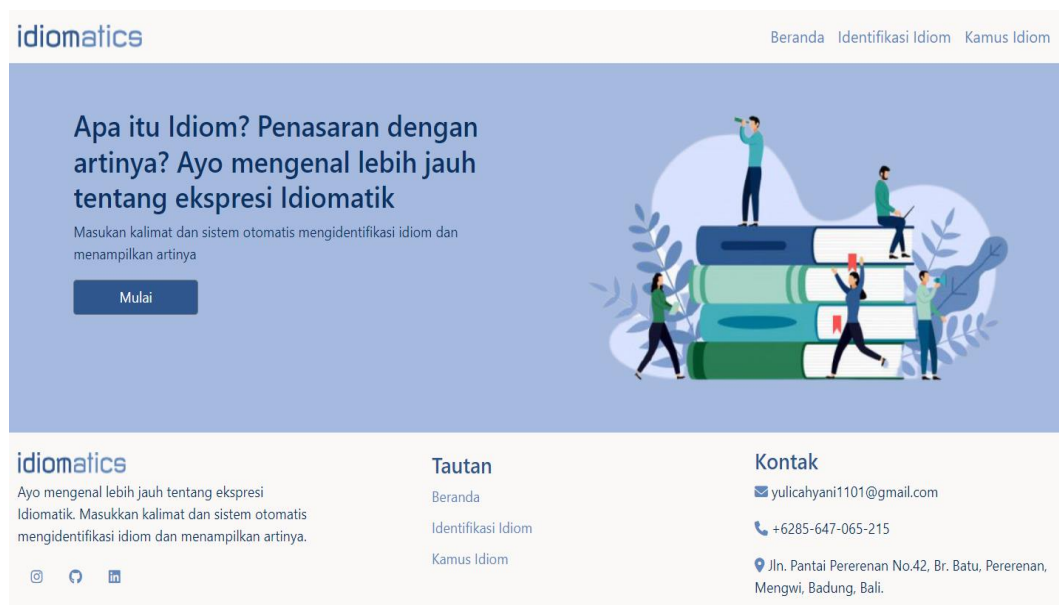 idiomatics
Beranda Identifikasi Idiom Kamus Idiom
Apa itu Idiom? Penasaran dengan
artinya? Ayo mengenal lebih jauh
tentang ekspresi Idiomatik
Masukan kalimat dan sistem otomatis mengidentifikasi idiom dan
menampilkan artinya
Mulai
idiomatics
Ayo mengenal lebih jauh tentang ekspresi
Idiomatik. Masukkan kalimat dan sistem otomatis
mengidentifikasi idiom dan menampilkan artinya.
Tautan
Beranda
Identifikasi Idiom
Kamus Idiom
Kontak
yulicahyani1101@gmail.com
+6285-647-065-215
Jln. Pantai Pererenan No.42, Br. Batu, Pererenan,
Mengwi, Badung, Bali.